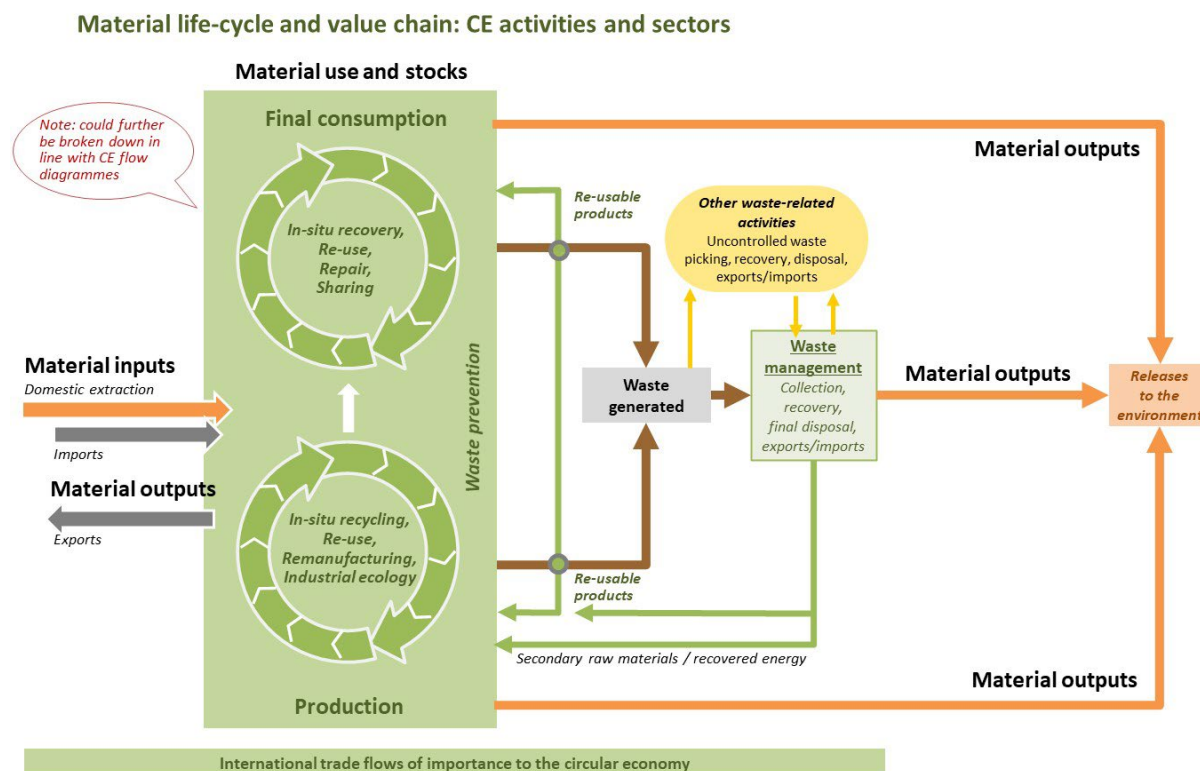 Material life-cycle and value chain: CE activities and sectors
Material use and stocks
Note: could further
be broken down in
line with CE flow
diagrammes
Final consumption
Material outputs
In-situ recovery,
Re-use,
Repair,
Sharing
Re-usable
products
Other waste-related
activities
Uncontrolled waste
picking, recovery, disposal,
exports/imports
Material inputs
Domestic extraction
Imports
Material outputs
Exports
Waste prevention
Waste
generated
Waste
management
Collection,
recovery,
final disposal,
exports/imports
Material outputs
Releases
to the
environment
In-situ recycling,
Re-use,
Remanufacturing,
Industrial ecology
Re-usable
products
Secondary raw materials / recovered energy
Production
Material outputs
International trade flows of importance to the circular economy